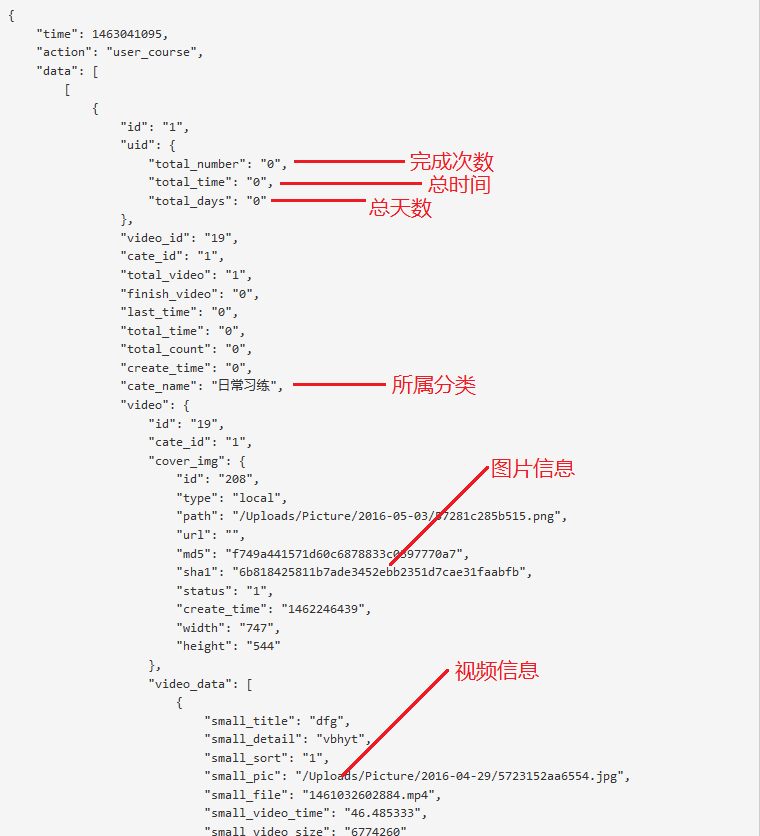 {
"time": 1463041095,
"action": "user_course",
"data": [
[
{
"id": "1",
"uid": {
"total_number": "0", 完成次数
"total_time": "0", 总时间
"total_days": "0" 总天数
},
"video_id": "19",
"cate_id": "1",
"total_video": "1",
"finish_video": "0",
"last_time": "0",
"total_time": "0",
"total_count": "0",
"create_time": "0",
"cate_name": "日常习练", 所属分类
"video": {
"id": "19",
"cate_id": "1",
"cover_img": {
图片信息
"id": "208",
"type": "local",
"path": "/Uploads/Picture/2016-05-03/57281c285b515.png",
"url": "",
"md5": "f749a441571d60c6878833c0597770a7",
"sha1": "6b818425811b7ade3452ebb2351d7cae31faabfb",
"status": "1",
"create_time": "1462246439",
"width": "747",
"height": "544"
},
视频信息
"video_data": [
{
"small_title": "dfg",
"small_detail": "vbhyt",
"small_sort": "1",
"small_pic": "/Uploads/Picture/2016-04-29/5723152aa6554.jpg",
"small_file": "1461032602884.mp4",
"small_video_time": "46.485333",
"small_video_size": "6774260"